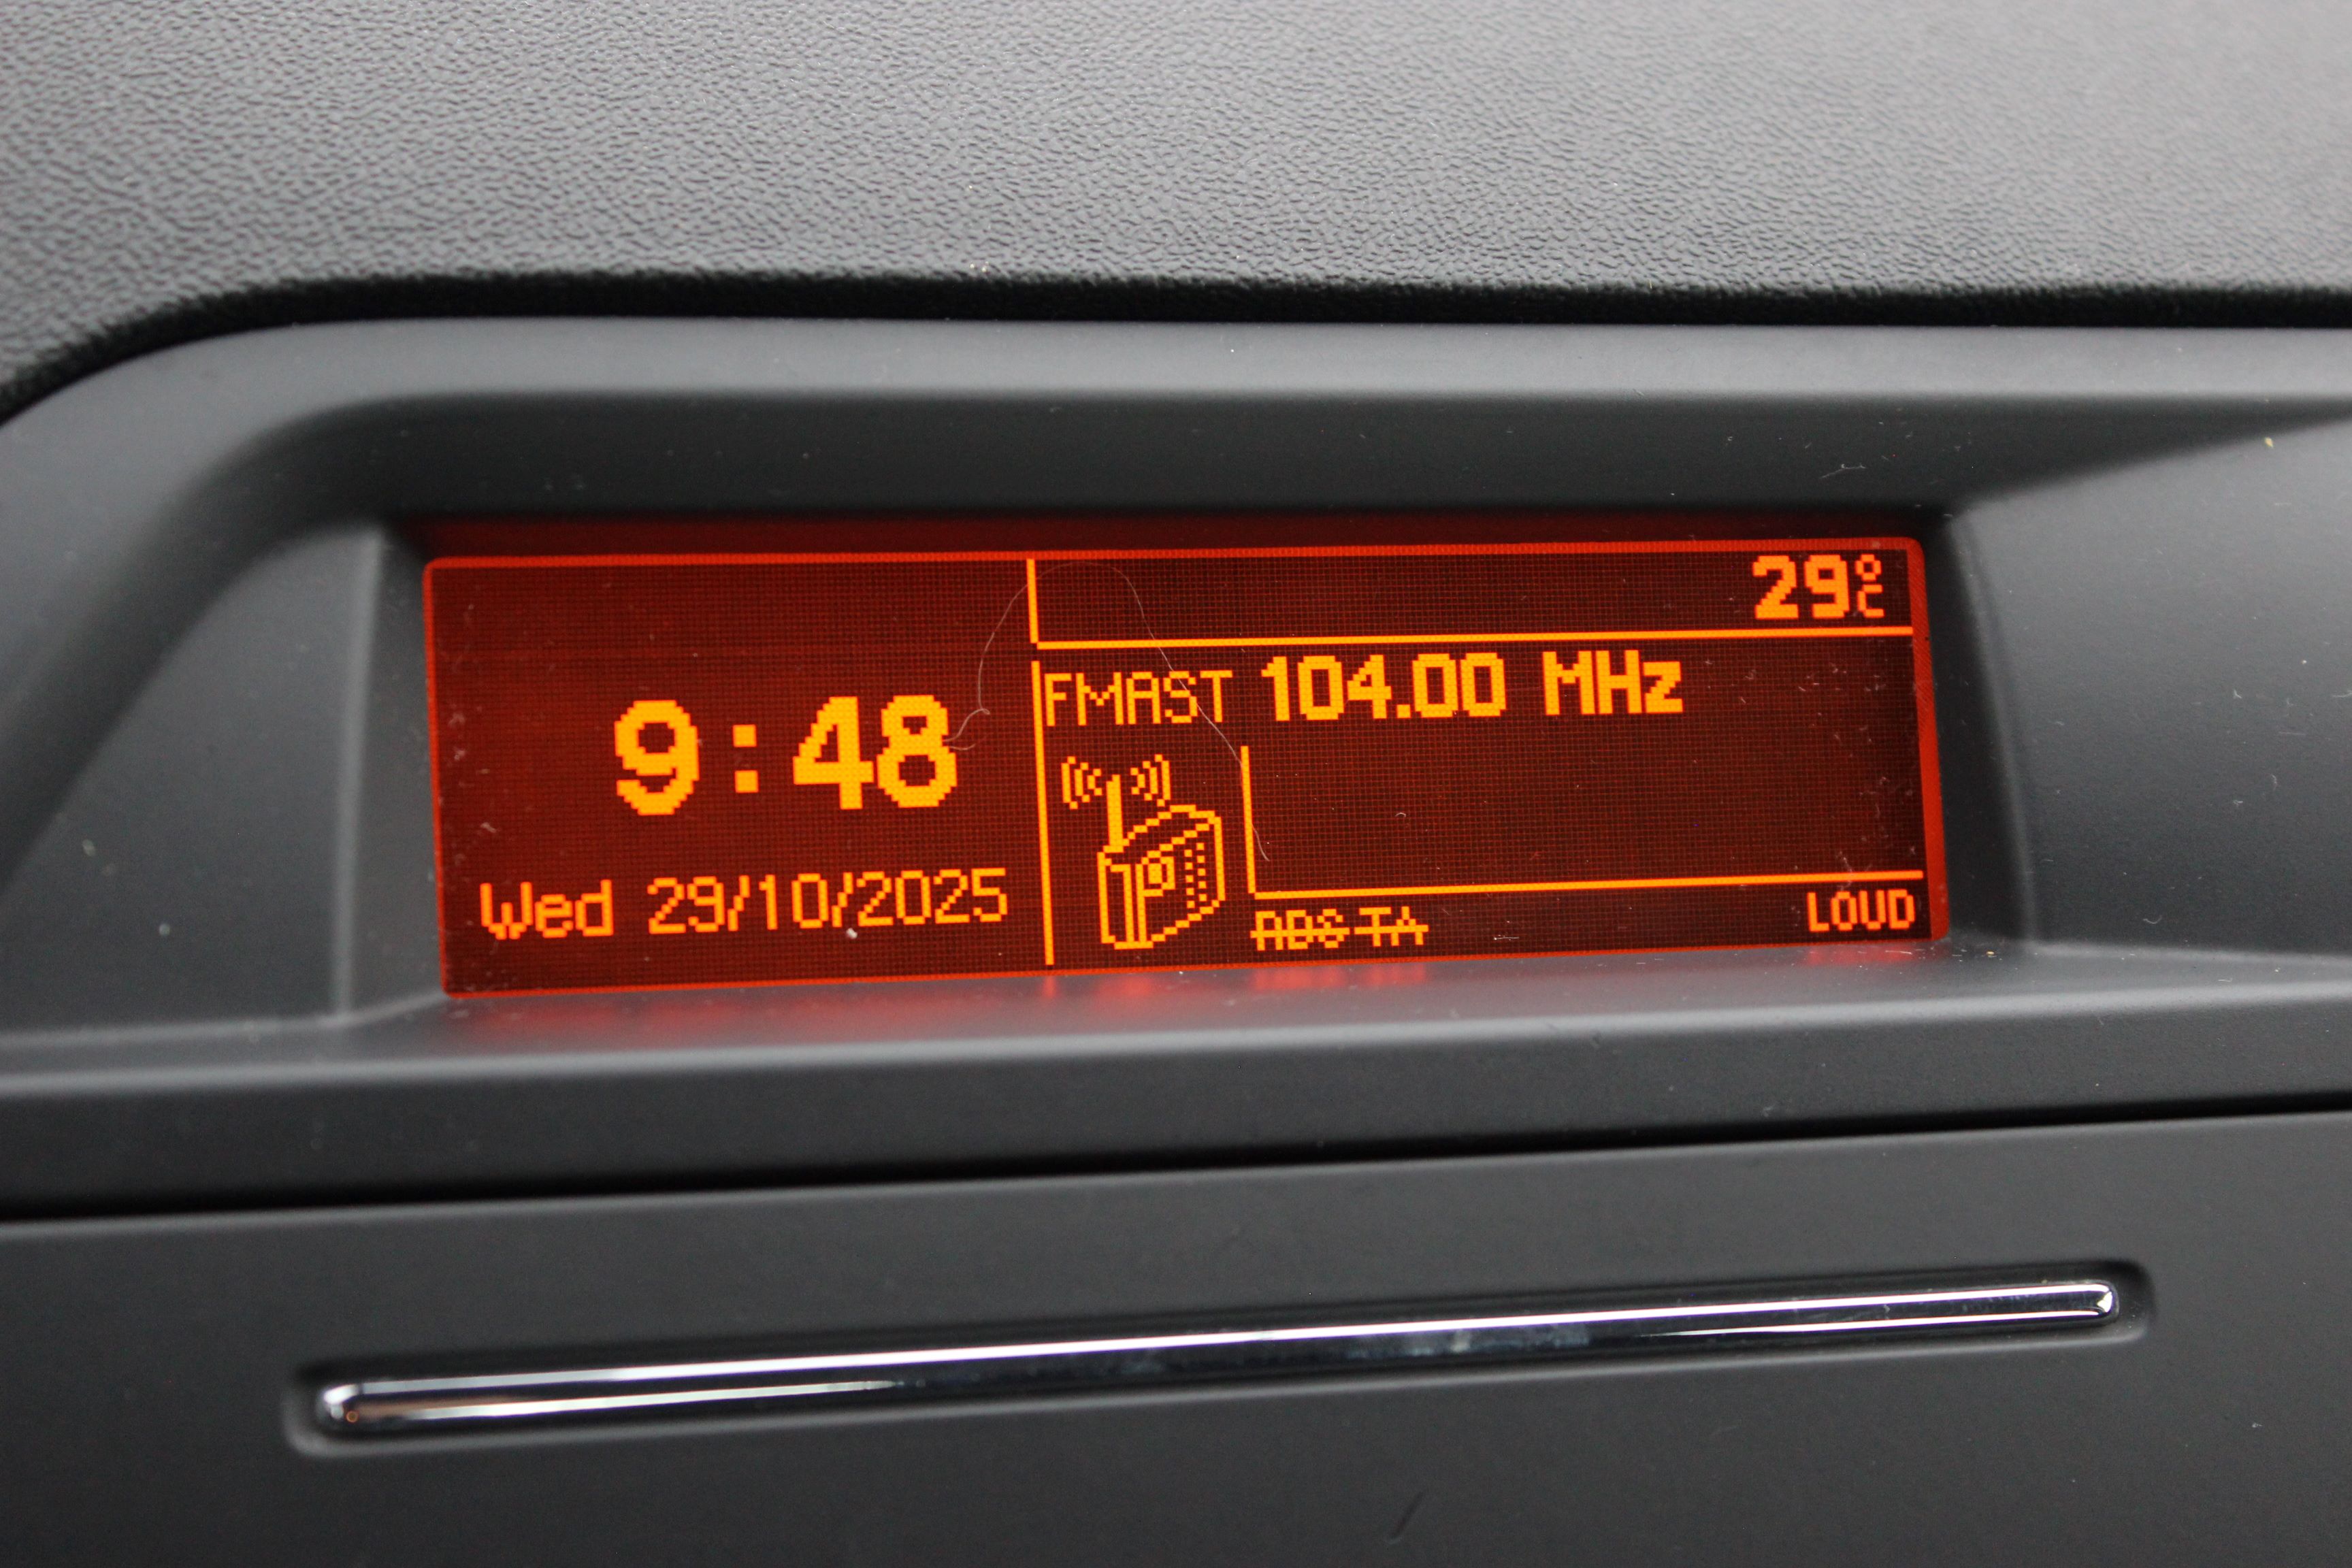 29°C
FMAST 104.00 MHz
9:48
Wed 29/10/2025
RDS TA
LOUD